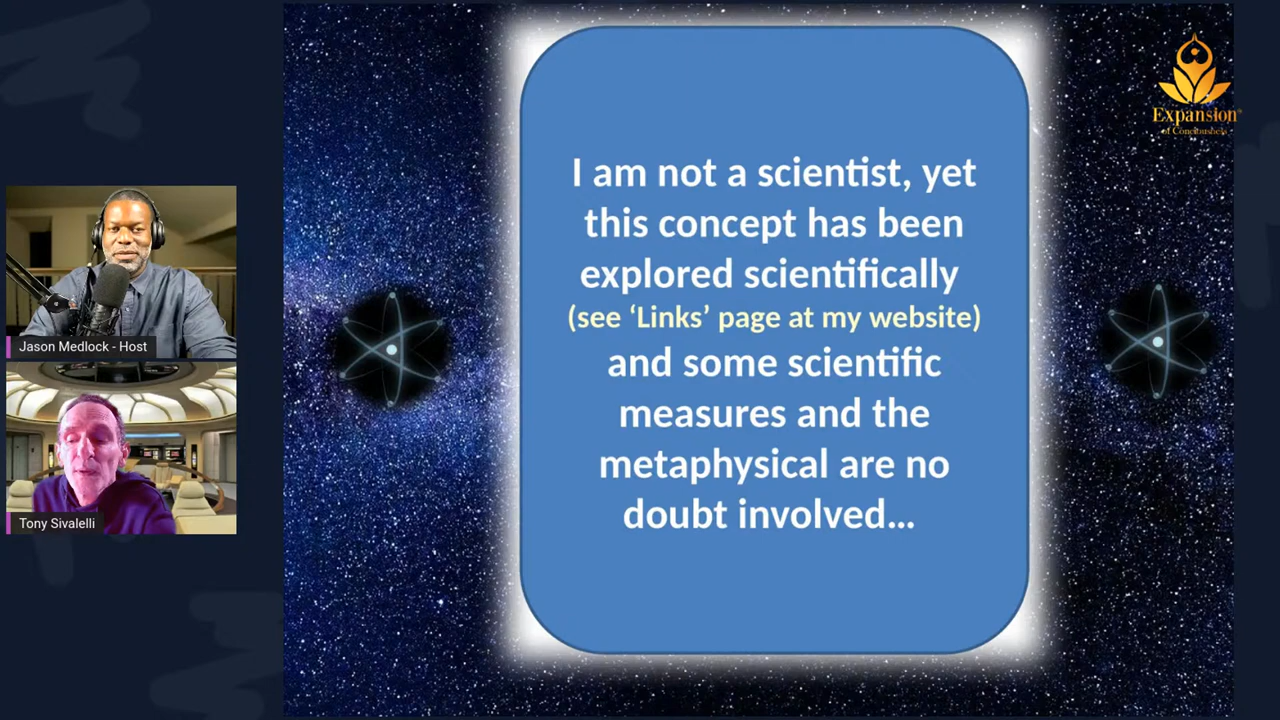 Expansion
I am not a scientist, yet
this concept has been
explored scientifically
(see ‘Links’ page at my website)
and some scientific
measures and the
metaphysical are no
doubt involved...
Jason Medlock - Host
Tony Sivalelli